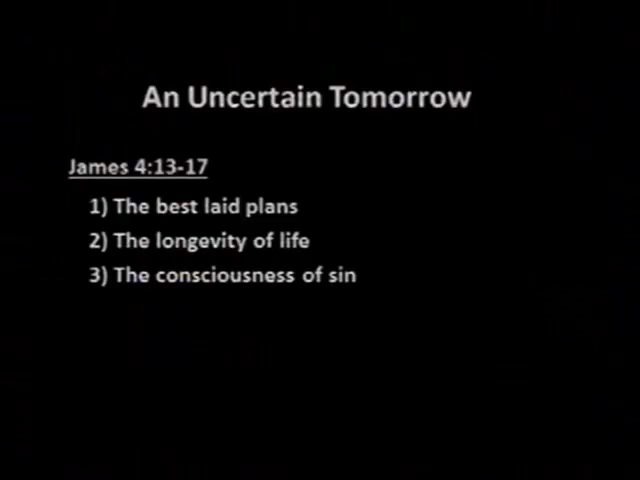 An Uncertain Tomorrow
James 4:13-17
1) The best laid plans
2) The longevity of life
3) The consciousness of sin